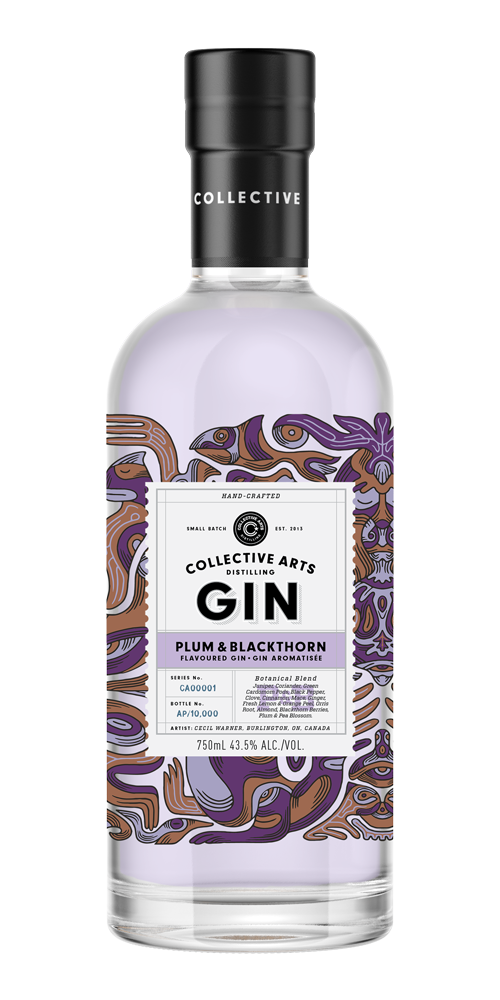 COLLECTIVE
HAND-CRAFTED
SMALL BATCH
COLLECTIVE ARTS
DISTILLING
EST. 2013
COLLECTIVE ARTS
DISTILLING
GIN
PLUM & BLACKTHORN
FLAVOURED GIN • GIN AROMATISÉE
SERIES No.
CA00001
BOTTLE No.
AP/10,000
Botanical Blend
Juniper, Coriander, Green
Cardamom Pods, Black Pepper,
Clove, Cinnamon, Mace, Ginger,
Fresh Lemon & Orange Peel, Orris
Root, Almond, Blackthorn Berries,
Plum & Pea Blossom
ARTIST: CECIL WARNER, BURLINGTON, ON, CANADA
750mL 43.5% ALC./VOL.